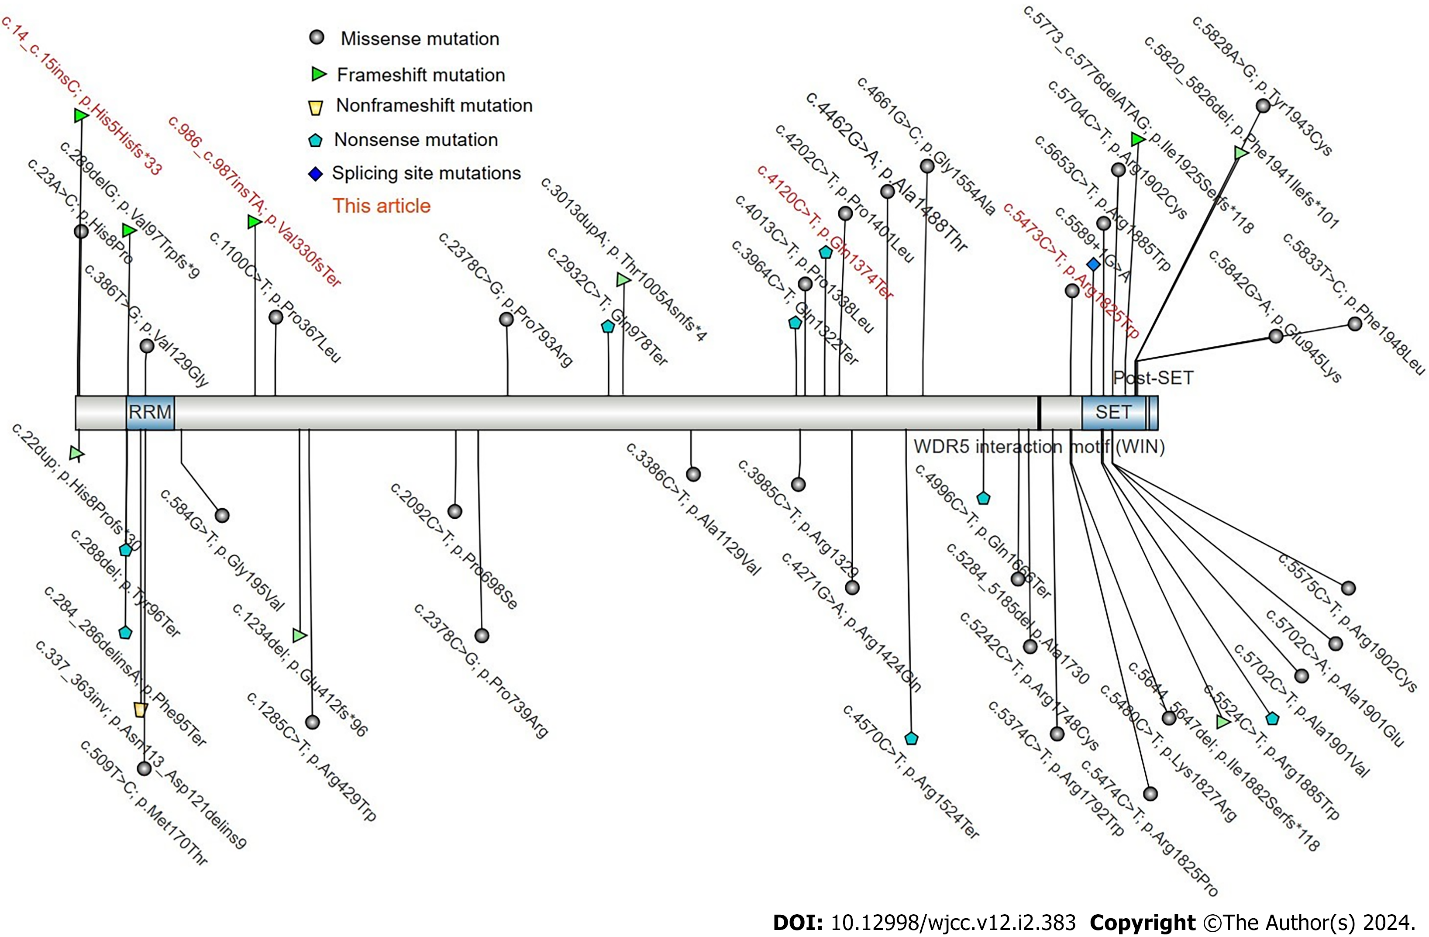 Missense mutation
Frameshift mutation
Nonframeshift mutation
Nonsense mutation
Splicing site mutations
This article
c.14_c.15insC; p.His5Hisfs*33
c.23A>C; p.His8Pro
c.289delG; p.Val97Trpfs*9
c.386T>G; p.Val129Gly
c.986_c.987insTA; p.Val330fsTer
c.1100C>T; p.Pro367Leu
c.2378C>G; p.Pro793Arg
c.2932C>T; Gln978Ter
c.3013dupA; p.Thr1005Asnfs*4
c.3964C>T; Gln1322Ter
c.4013C>T; p.Pro1338Leu
c.4120C>T; p.Gln1374Ter
c.4202C>T; p.Pro1401Leu
c.4462G>A; p.Ala1488Thr
c.4661G>C; p.Gly1554Ala
c.5473C>T; p.Arg1825Trp
c.5589+1G>A
c.5653C>T; p.Arg1885Trp
c.5704C>T; p.Arg1902Cys
c.5773_c.5776delATAG; p.Ile1925Serfs*118
c.5820_5826del; p.Phe1941Ilefs*101
c.5828A>G; p.Tyr1943Cys
c.5842G>A; p.Glu945Lys
c.5833T>C; p.Phe1948Leu
Post-SET
RRM
SET
WDR5 interaction motif (WIN)
c.22dup; p.His8Profs*30
c.288del; p.Tyr96Ter
c.284_286delinsA; p.Phe95Ter
c.337_363inv; p.Asn113_Asp121delins9
c.509T>C; p.Met170Thr
c.584G>T; p.Gly195Val
c.1234del; p.Glu412fs*96
c.1285C>T; p.Arg429Trp
c.2092C>T; p.Pro698Se
c.2378C>G; p.Pro739Arg
c.3386C>T; p.Ala1129Val
c.3985C>T; p.Arg1329
c.4271G>A; p.Arg1424Gln
c.4570C>T; p.Arg1524Ter
c.4996C>T; p.Gln1666Ter
c.5284_5185del p.Ala1730
c.5242C>T; p.Arg1748Cys
c.5374C>T; p.Arg1792Trp
c.5474C>T; p.Arg1825Pro
c.5480C>T; p.Lys1827Arg
c.5644_5647del; p.Ile1882Serfs*118
c.5524C>T; p.Arg1885Trp
c.5702C>T; p.Ala1901Val
c.5702C>A; p.Ala1901Glu
c.5575C>T; p.Arg1902Cys
DOI: 10.12998/wjcc.v12.i2.383 Copyright ©The Author(s) 2024.